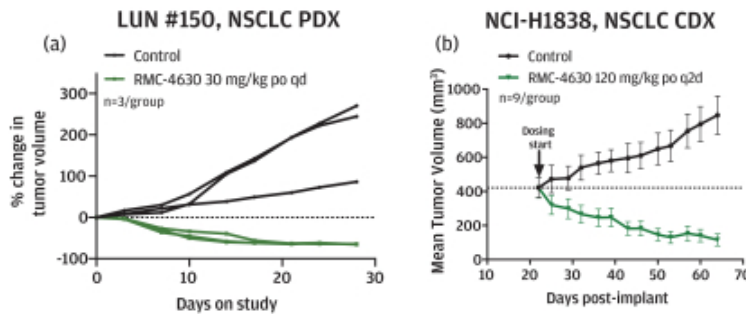 LUN #150, NSCLC PDX
(a)
Control
RMC-4630 30 mg/kg po qd
n=3/group
% change in
tumor volume
300
200
100
0
-100
0
10
20
30
Days on study
NCI-H1838, NSCLC CDX
(b)
Control
RMC-4630 120 mg/kg po q2d
n=9/group
Dosing
start
Mean Tumor Volume (mm³)
1000
800
600
400
200
0
10
20
30
40
50
60
70
Days post-implant